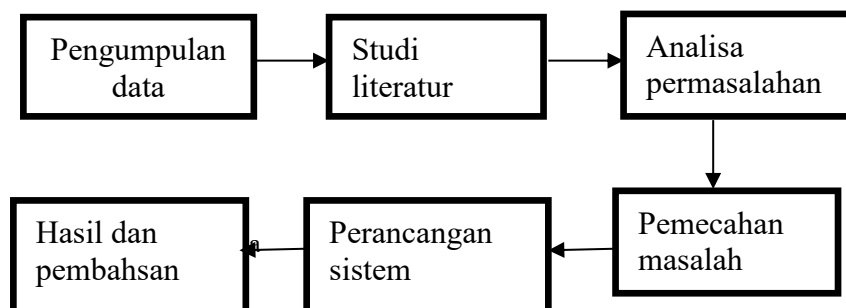 Pengumpulan
data
Studi
literatur
Analisa
permasalahan
Pemecahan
masalah
Perancangan
sistem
Hasil dan
pembahsan